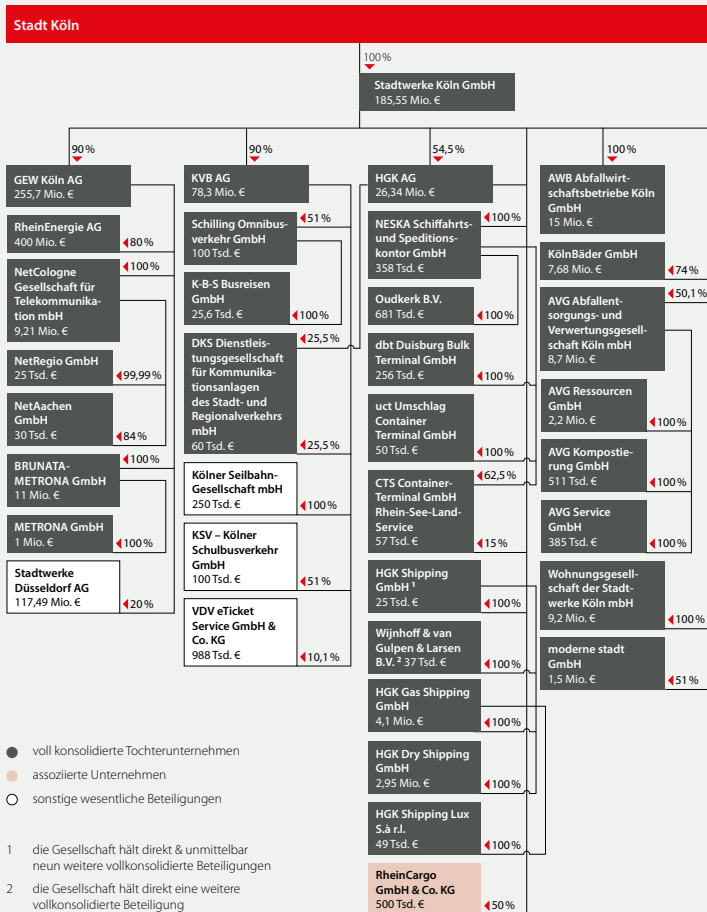 Stadt Köln
100 %
Stadtwerke Köln GmbH
185,55 Mio. €
90 %
GEW Köln AG
255,7 Mio. €
RheinEnergie AG
400 Mio. €
80 %
100 %
NetCologne
Gesellschaft für
Telekommunika-
tion mbH
9,21 Mio. €
NetRegio GmbH
25 Tsd. €
99,99 %
NetAachen
GmbH
30 Tsd. €
84 %
100 %
BRUNATA-
METRONA GmbH
11 Mio. €
METRONA GmbH
1 Mio. €
100 %
Stadtwerke
Düsseldorf AG
117,49 Mio. €
20 %
90 %
KVB AG
78,3 Mio. €
51 %
Schilling Omnibus-
verkehr GmbH
100 Tsd. €
K-B-S Busreisen
GmbH
25,6 Tsd. €
100 %
25,5 %
DKS Dienstleis-
tungsgesellschaft
für Kommunika-
tionsanlagen
des Stadt- und
Regionalverkehrs
mbH
60 Tsd. €
25,5 %
Kölner Seilbahn-
Gesellschaft mbH
250 Tsd. €
100 %
KSV – Kölner
Schulbusverkehr
GmbH
100 Tsd. €
51 %
VDV eTicket
Service GmbH &
Co. KG
988 Tsd. €
10,1 %
54,5 %
HGK AG
26,34 Mio. €
100 %
NESKA Schiffahrts-
und Speditions-
kontor GmbH
358 Tsd. €
Oudkerk B.V.
681 Tsd. €
100 %
dbt Duisburg Bulk
Terminal GmbH
256 Tsd. €
100 %
uct Umschlag
Container
Terminal GmbH
50 Tsd. €
100 %
62,5 %
CTS Container-
Terminal GmbH
Rhein-See-Land-
Service
57 Tsd. €
15 %
HGK Shipping
GmbH 1
25 Tsd. €
100 %
Wijnhoff & van
Gulpen & Larsen
B.V. 2 37 Tsd. €
100 %
HGK Gas Shipping
GmbH
4,1 Mio. €
100 %
HGK Dry Shipping
GmbH
2,95 Mio. €
100 %
HGK Shipping Lux
S.à r.l.
49 Tsd. €
100 %
RheinCargo
GmbH & Co. KG
500 Tsd. €
50 %
100 %
AWB Abfallwirt-
schaftsbetriebe Köln
GmbH
15 Mio. €
KölnBäder GmbH
7,68 Mio. €
74 %
50,1 %
AVG Abfallent-
sorgungs- und
Verwertungsgesell-
schaft Köln mbH
8,7 Mio. €
AVG Ressourcen
GmbH
2,2 Mio. €
100 %
AVG Kompostie-
rung GmbH
511 Tsd. €
100 %
AVG Service
GmbH
385 Tsd. €
100 %
Wohnungsgesell-
schaft der Stadt-
werke Köln mbH
9,2 Mio. €
100 %
moderne stadt
GmbH
1,5 Mio. €
51 %
voll konsolidierte Tochterunternehmen
assoziierte Unternehmen
sonstige wesentliche Beteiligungen
1 die Gesellschaft hält direkt & unmittelbar
neun weitere vollkonsolidierte Beteiligungen
2 die Gesellschaft hält direkt eine weitere
vollkonsolidierte Beteiligung